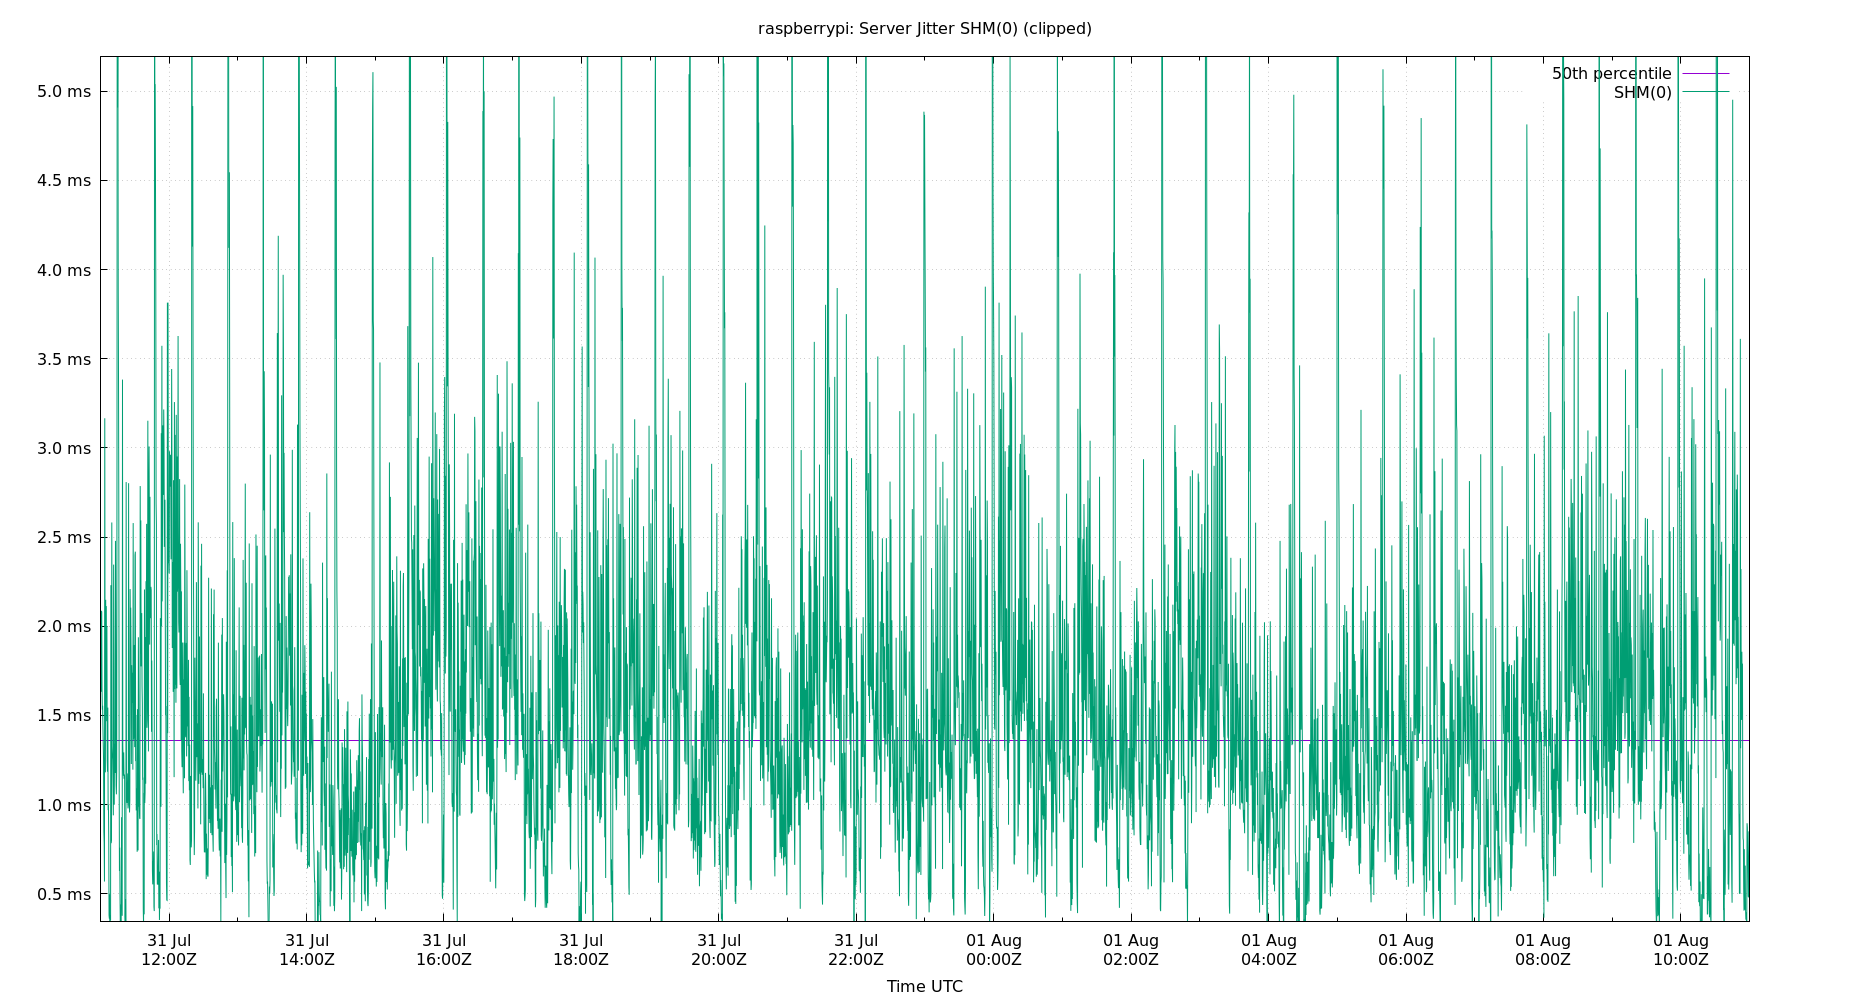 raspberrypi: Server Jitter SHM(0) (clipped)
50th percentile
SHM(0)
5.0 ms
4.5 ms
4.0 ms
3.5 ms
3.0 ms
2.5 ms
2.0 ms
1.5 ms
1.0 ms
0.5 ms
31 Jul 31 Jul 31 Jul 31 Jul 31 Jul 31 Jul 01 Aug 01 Aug 01 Aug 01 Aug 01 Aug 01 Aug
12:00Z 14:00Z 16:00Z 18:00Z 20:00Z 22:00Z 00:00Z 02:00Z 04:00Z 06:00Z 08:00Z 10:00Z
Time UTC